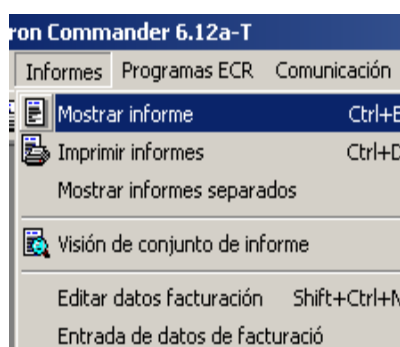 ron Commander 6.12a-T
Informes Programas ECR Comunicación
Mostrar informe Ctrl+E
Imprimir informes Ctrl+D
Mostrar informes separados
Visión de conjunto de informe
Editar datos facturación Shift+Ctrl+N
Entrada de datos de facturació